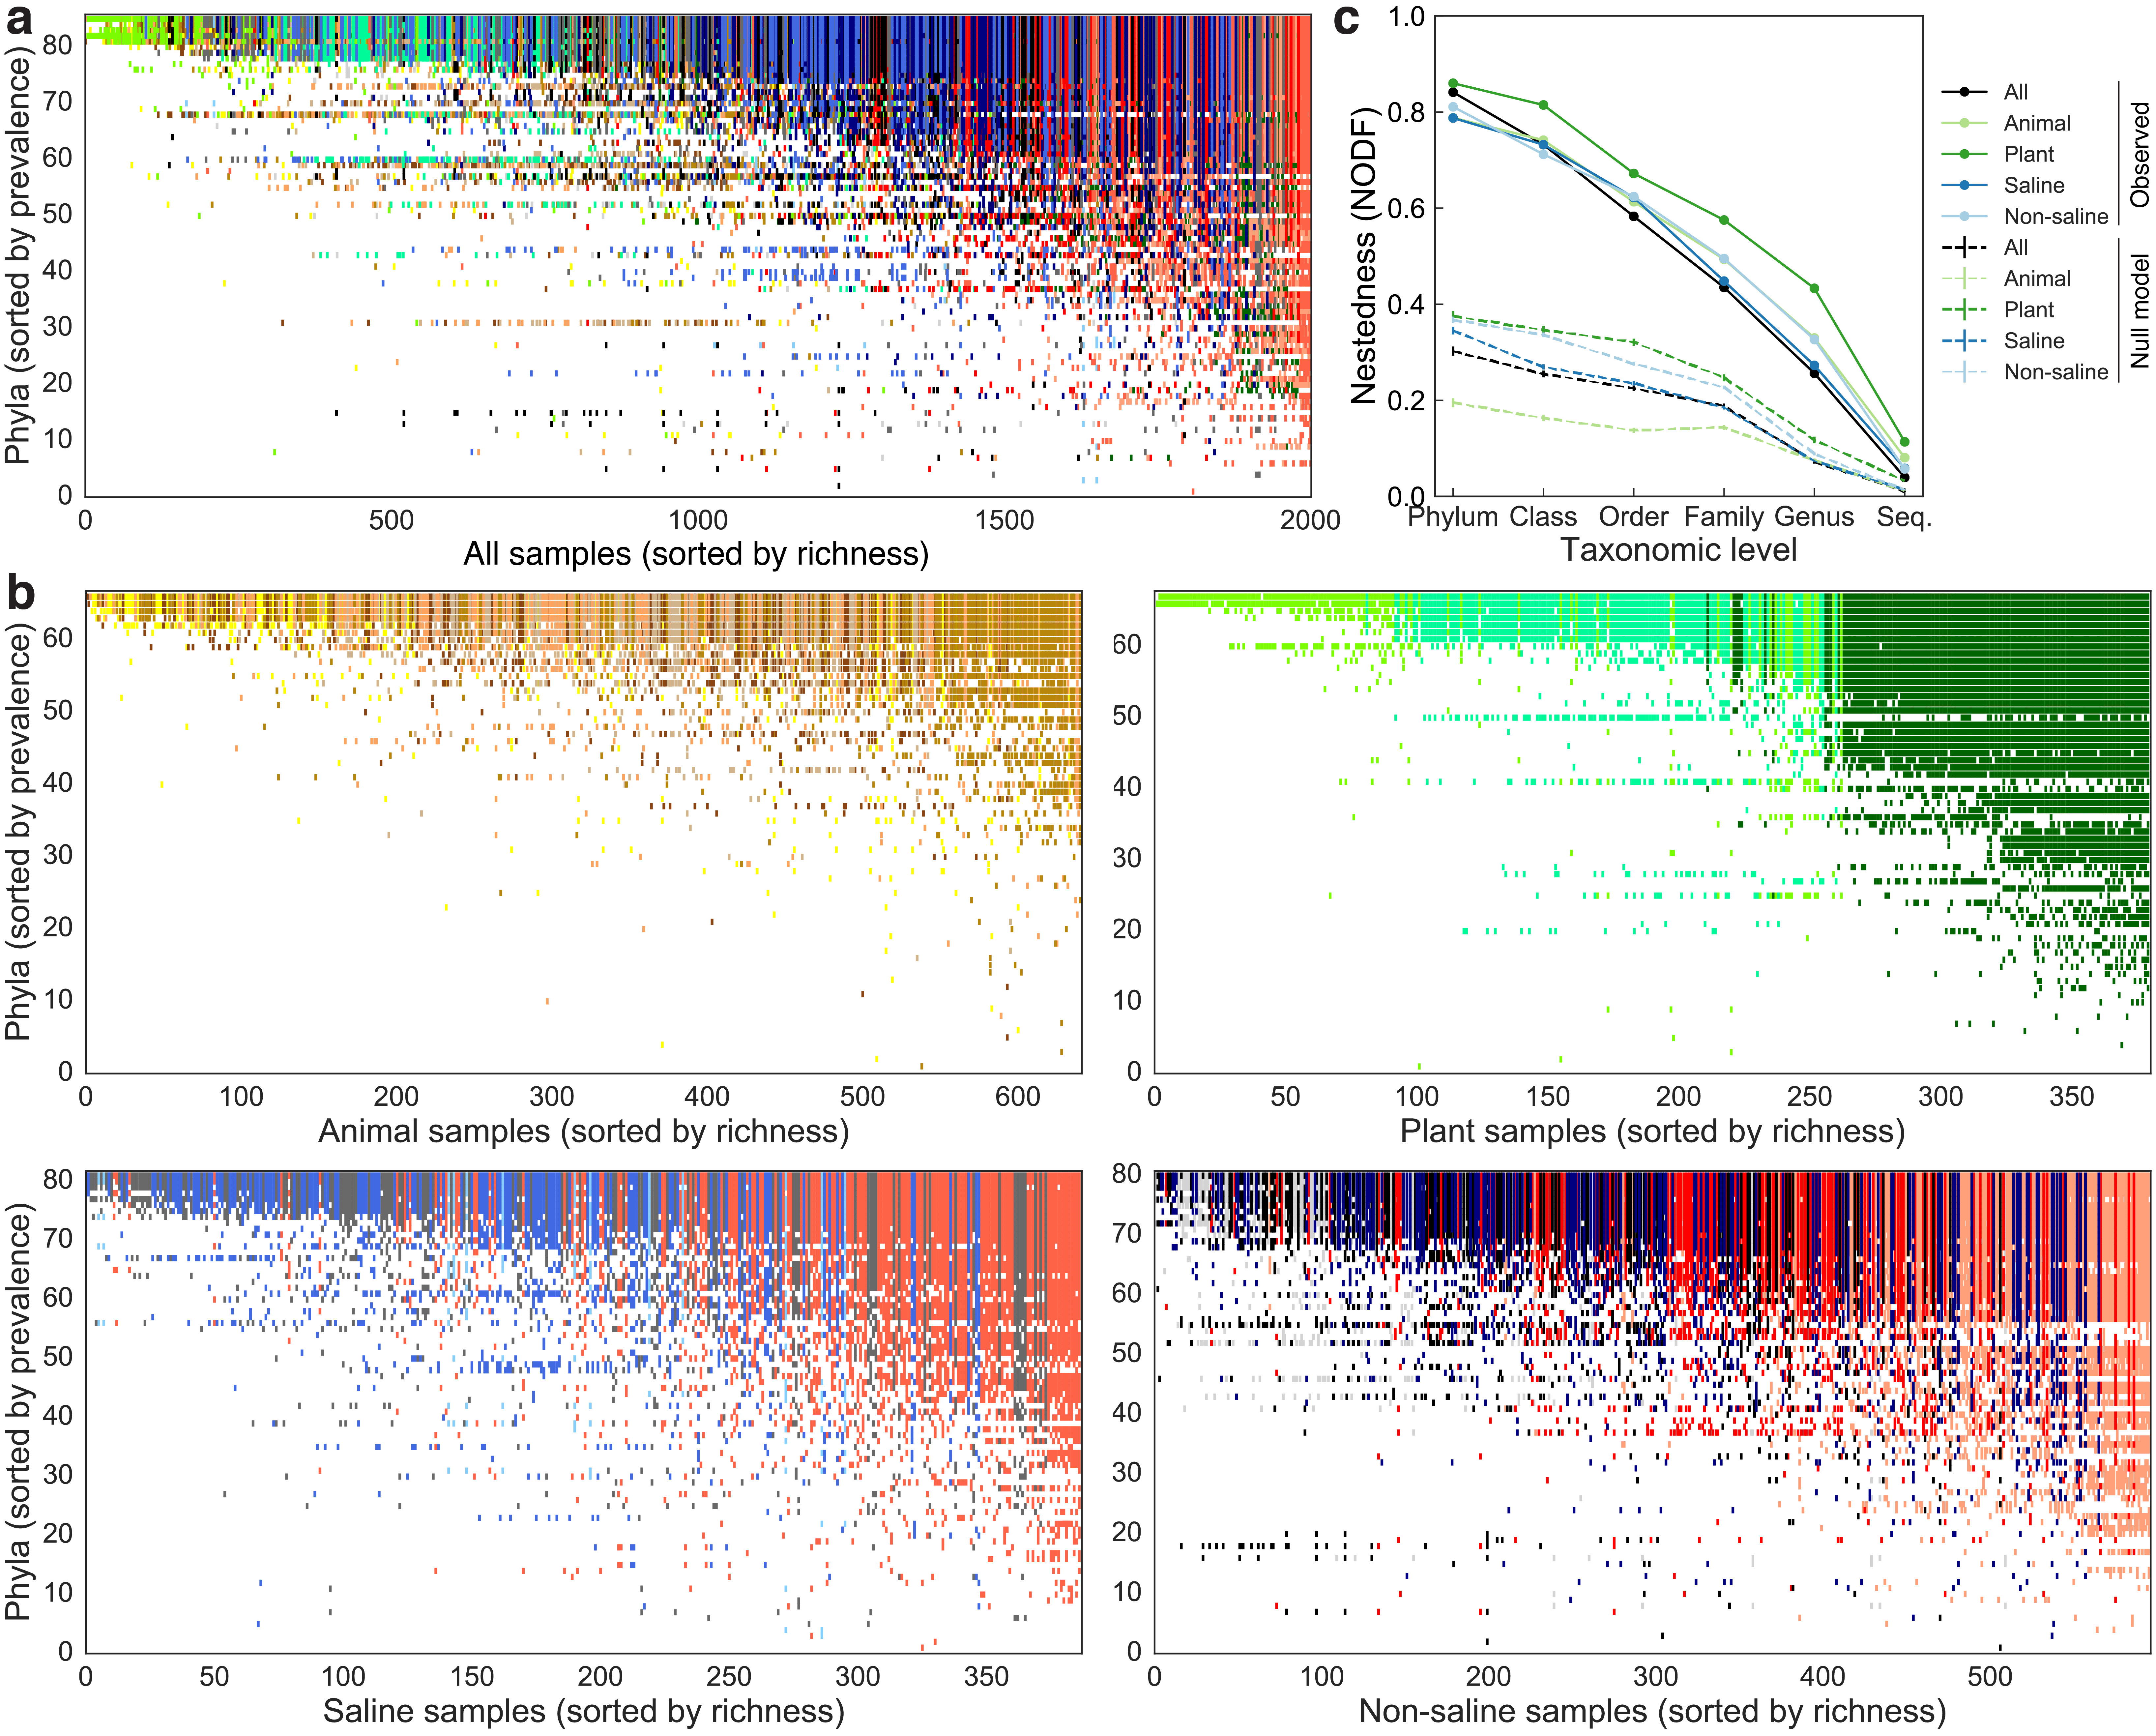 a
Phyla (sorted by prevalence)
80
70
60
50
40
30
20
10
0
0 500 1000 1500 2000
All samples (sorted by richness)
c
Nestedness (NODF)
1.0
0.8
0.6
0.4
0.2
0.0
Phylum Class Order Family Genus Seq.
Taxonomic level
All
Animal
Plant
Saline
Non-saline
Observed
All
Animal
Plant
Saline
Non-saline
Null model
b
Phyla (sorted by prevalence)
60
50
40
30
20
10
0
0 100 200 300 400 500 600
Animal samples (sorted by richness)
60
50
40
30
20
10
0
0 50 100 150 200 250 300 350
Plant samples (sorted by richness)
Phyla (sorted by prevalence)
80
70
60
50
40
30
20
10
0
0 50 100 150 200 250 300 350
Saline samples (sorted by richness)
80
70
60
50
40
30
20
10
0
0 100 200 300 400 500
Non-saline samples (sorted by richness)